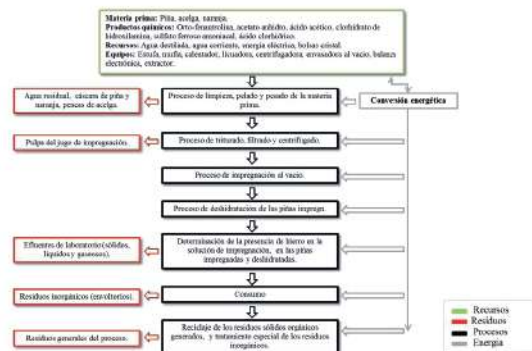 Materia prima: Piña, acelga, naranja.
Productos químicos: Orto-fenantrolina, acetato anhidro, ácido acético, clorhidrato de
hidroxilamina, sulfato ferroso amoniacal, ácido clorhídrico.
Recursos: Agua destilada, agua corriente, energía eléctrica, bolsas cristal.
Equipos: Estufa, mufla, calentador, licuadora, centrifugadora, envasadora al vacío, balanza
electrónica, extractor.
Agua residual, cáscara de piña y
naranja, pencas de acelga.
Proceso de limpieza, pelado y pesado de la materia
prima.
Conversión energética
Pulpa del jugo de impregnación.
Proceso de triturado, filtrado y centrifugado.
Proceso de impregnación al vacío.
Proceso de deshidratación de las piñas impregn.
Efluentes de laboratorio (sólidos,
líquidos y gaseosos).
Determinación de la presencia de hierro en la
solución de impregnación, en las piñas
impregnadas y deshidratadas.
Residuos inorgánicos (envoltorios).
Consumo
Residuos generales del proceso.
Reciclaje de los residuos sólidos orgánicos
generados, y tratamiento especial de los residuos
inorgánicos.
Recursos
Residuos
Procesos
Energía